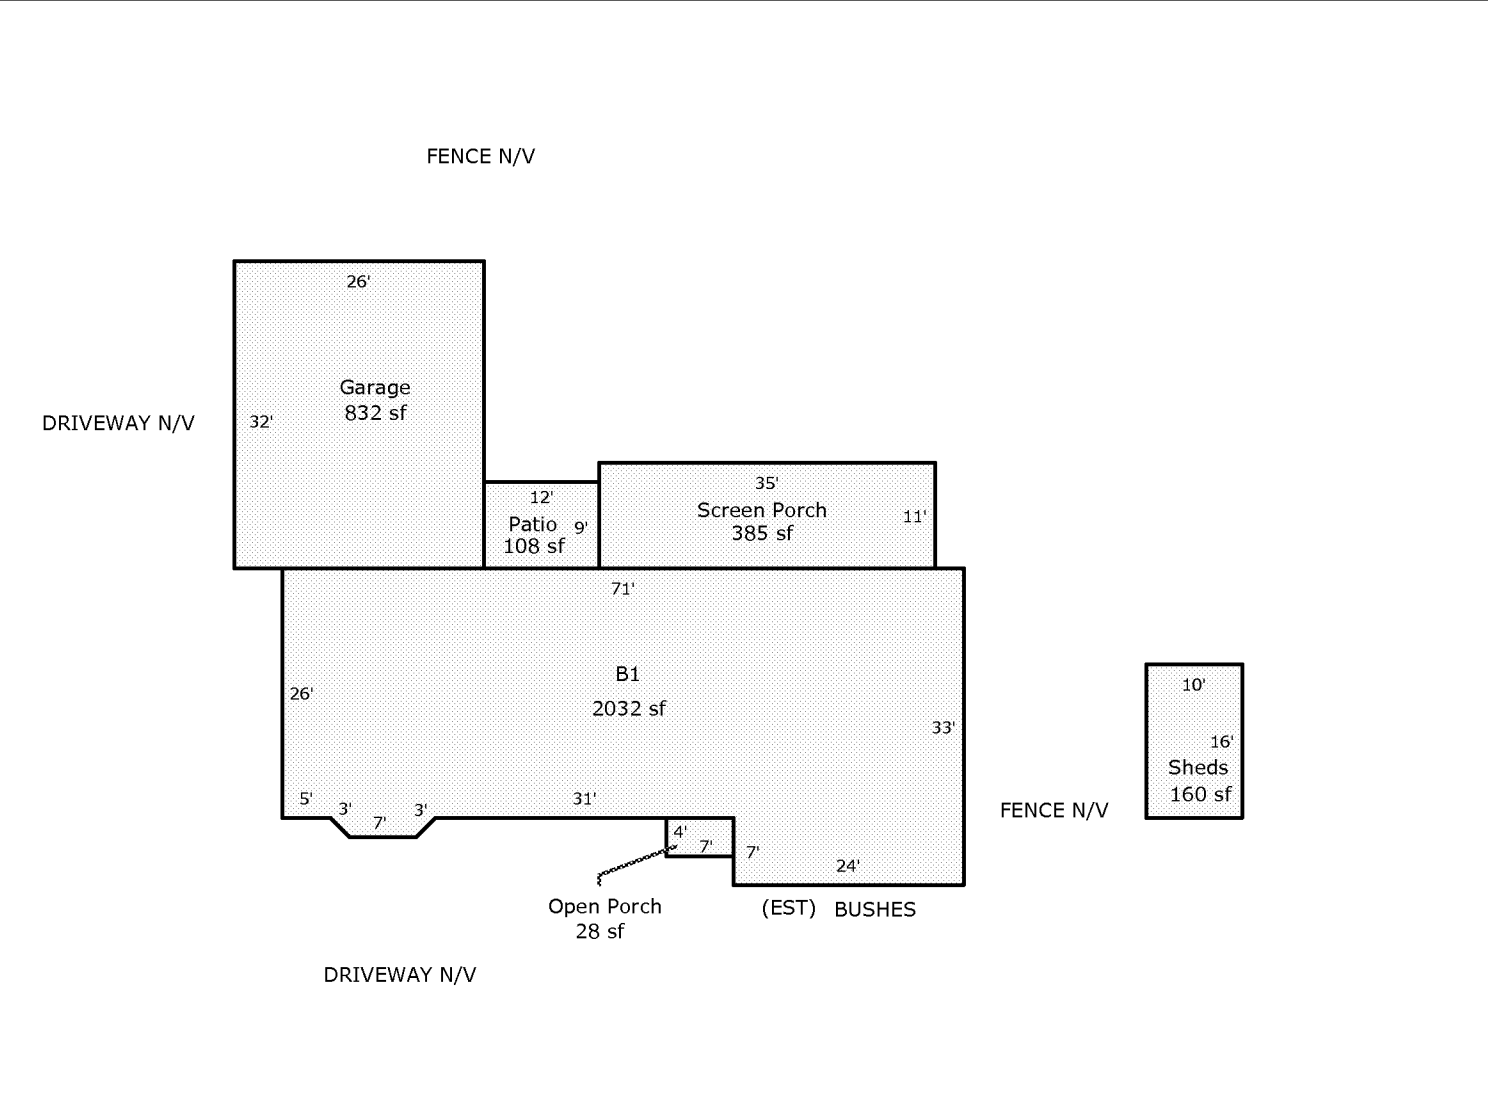 FENCE N/V
26'
Garage
832 sf
32'
DRIVEWAY N/V
12'
Patio
9'
108 sf
35'
Screen Porch
385 sf
11'
71'
B1
2032 sf
26'
33'
5'
3'
7'
3'
31'
4'
7'
7'
24'
Open Porch
28 sf
(EST) BUSHES
DRIVEWAY N/V
FENCE N/V
10'
16'
Sheds
160 sf